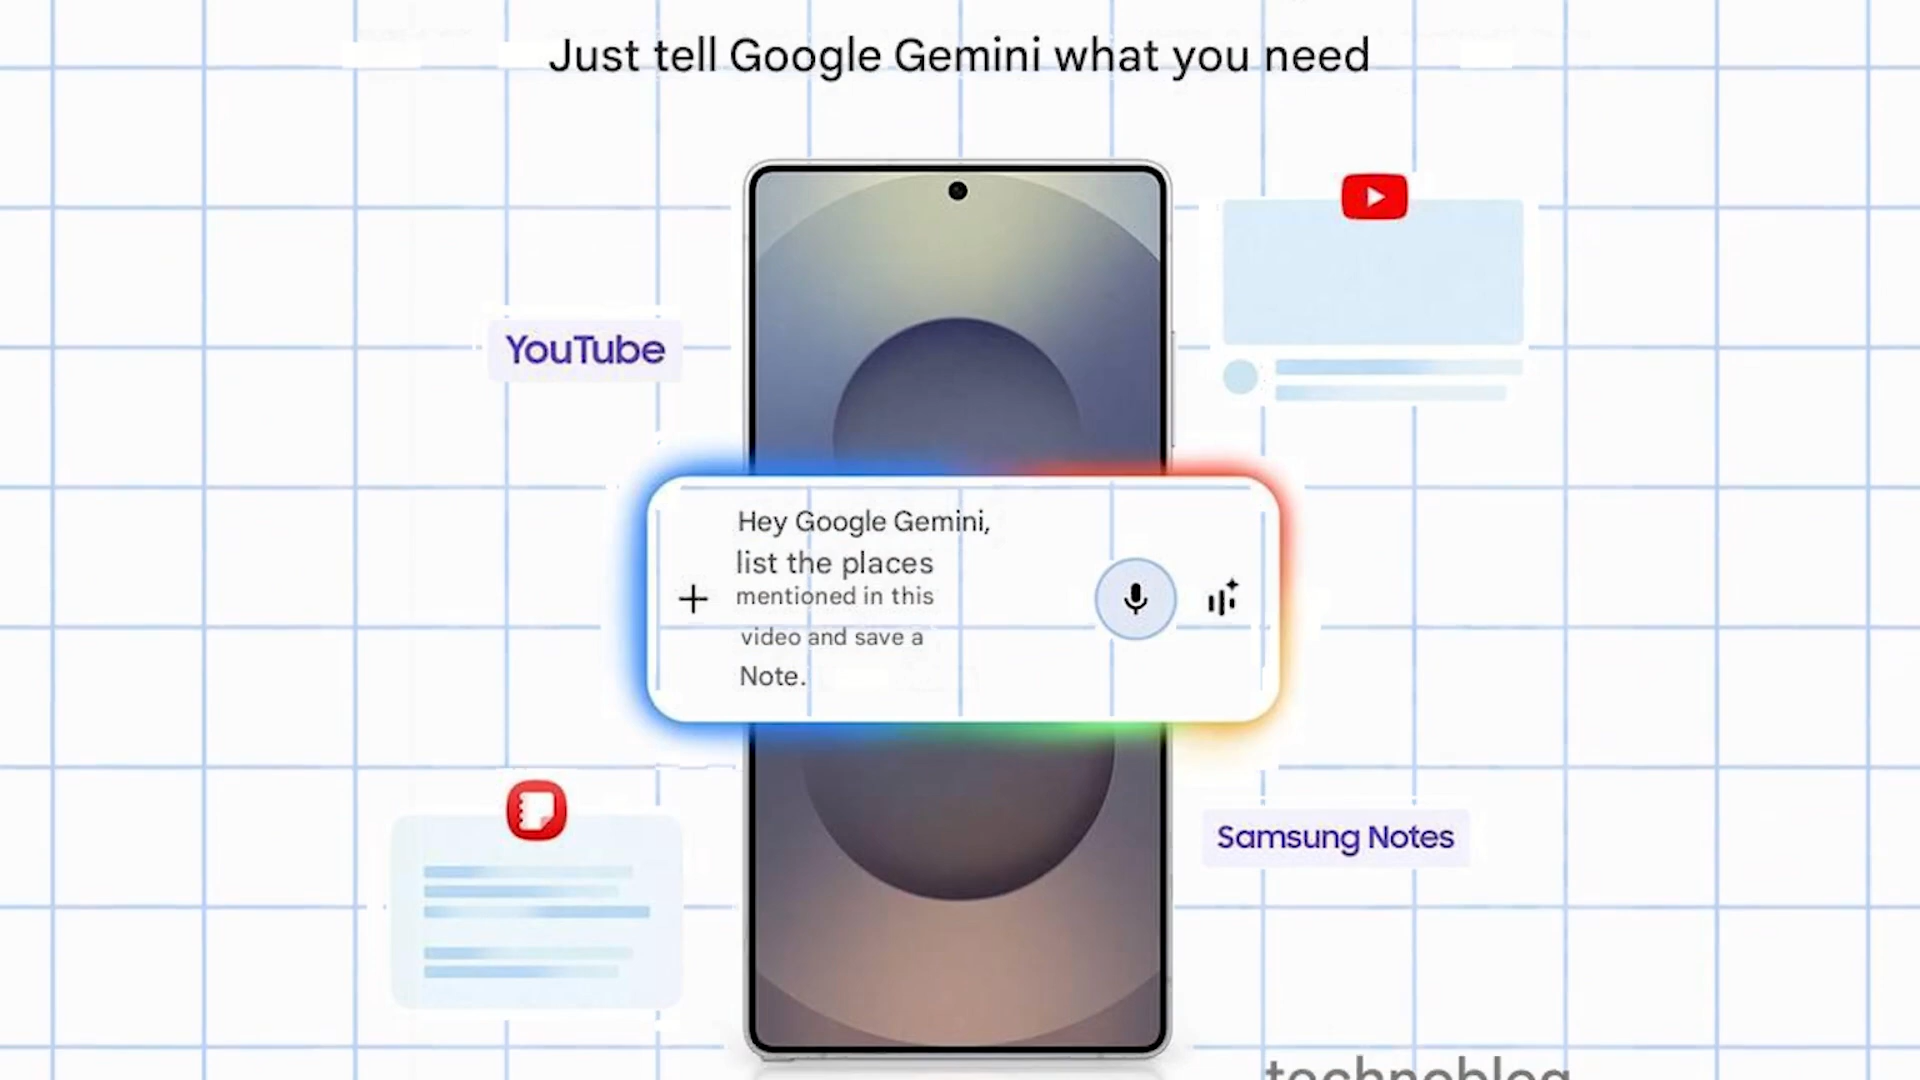 Just tell Google Gemini what you need
YouTube
Hey Google Gemini,
list the places
mentioned in this
video and save a
Note.
Samsung Notes
technoblog